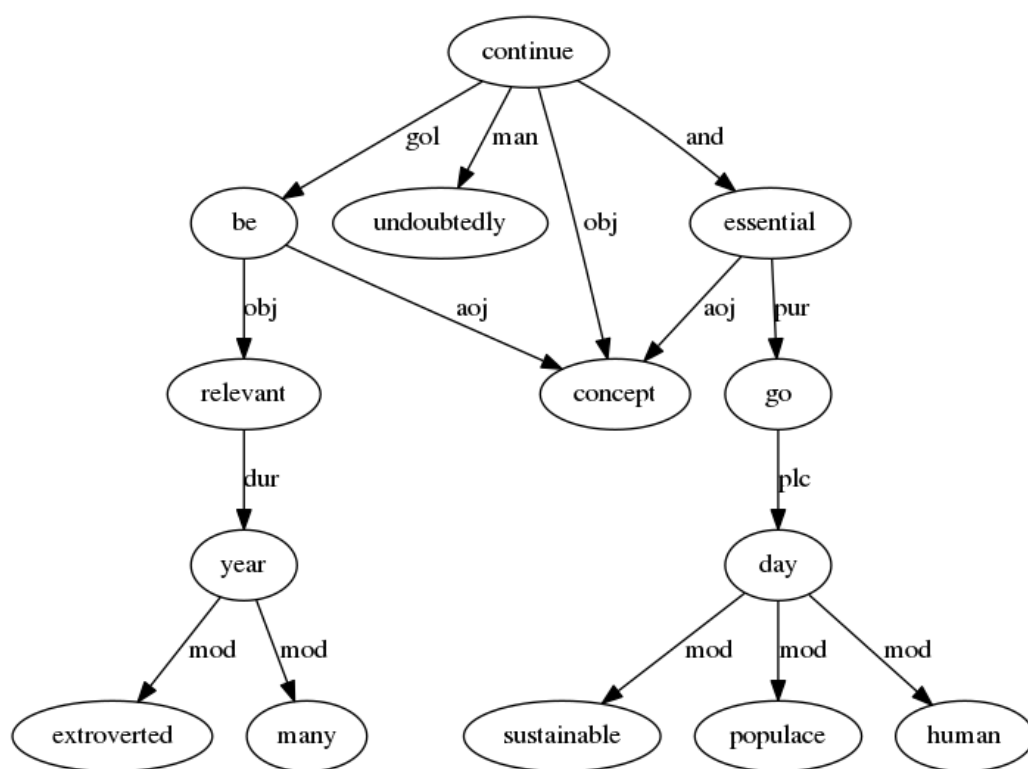 continue
gol
man
and
be
undoubtedly
obj
essential
obj
aoj
aoj
pur
relevant
concept
go
dur
plc
year
day
mod
mod
mod
mod
mod
extroverted
many
sustainable
populace
human